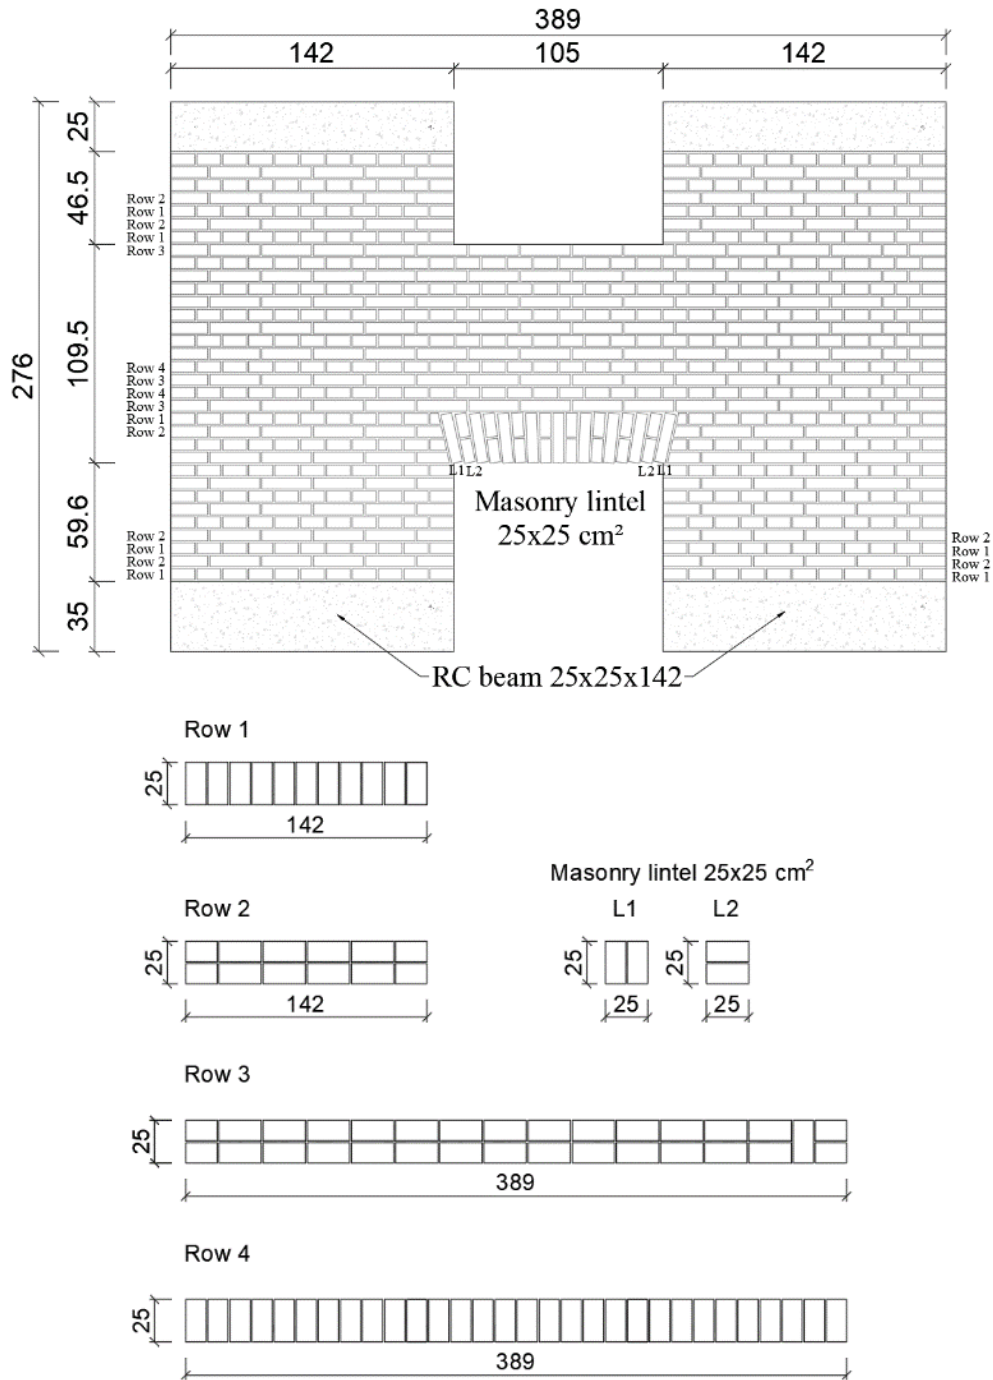 389
142 105 142
25
46.5
109.5
59.6
35
276
Row 2
Row 1
Row 2
Row 1
Row 3
Row 4
Row 3
Row 4
Row 3
Row 1
Row 2
L1 L2
L2 L1
Masonry lintel
25x25 cm²
Row 2
Row 1
Row 2
Row 1
Row 2
Row 1
Row 2
Row 1
RC beam 25x25x142
Row 1
25
142
Row 2
25
142
Masonry lintel 25x25 cm²
L1 L2
25 25
25 25
Row 3
25
389
Row 4
25
389